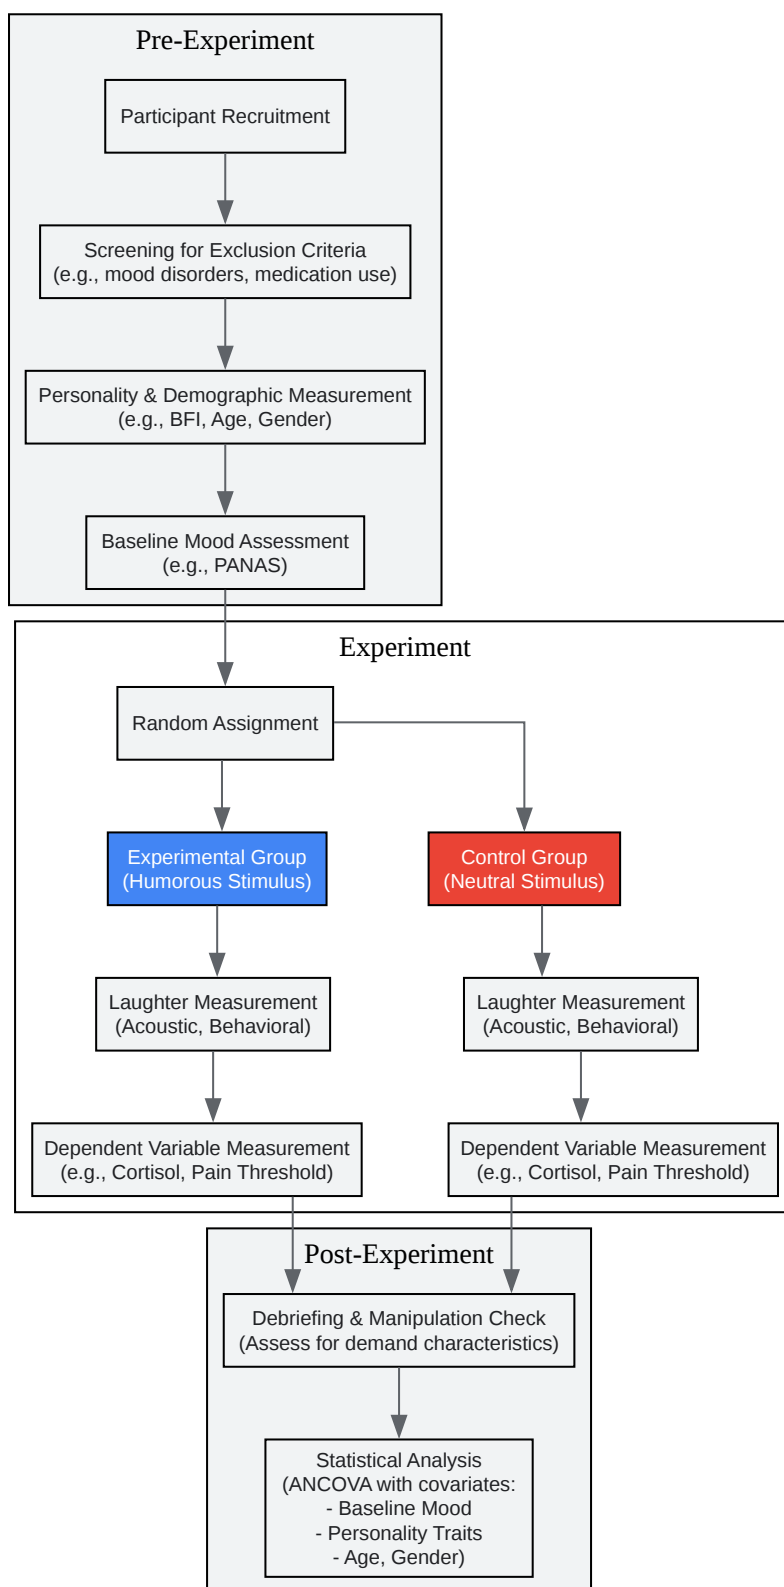 Pre-Experiment
Participant Recruitment
Screening for Exclusion Criteria
(e.g., mood disorders, medication use)
Personality & Demographic Measurement
(e.g., BFI, Age, Gender)
Baseline Mood Assessment
(e.g., PANAS)
Experiment
Random Assignment
Experimental Group
(Humorous Stimulus)
Control Group
(Neutral Stimulus)
Laughter Measurement
(Acoustic, Behavioral)
Laughter Measurement
(Acoustic, Behavioral)
Dependent Variable Measurement
(e.g., Cortisol, Pain Threshold)
Dependent Variable Measurement
(e.g., Cortisol, Pain Threshold)
Post-Experiment
Debriefing & Manipulation Check
(Assess for demand characteristics)
Statistical Analysis
(ANCOVA with covariates:
- Baseline Mood
- Personality Traits
- Age, Gender)